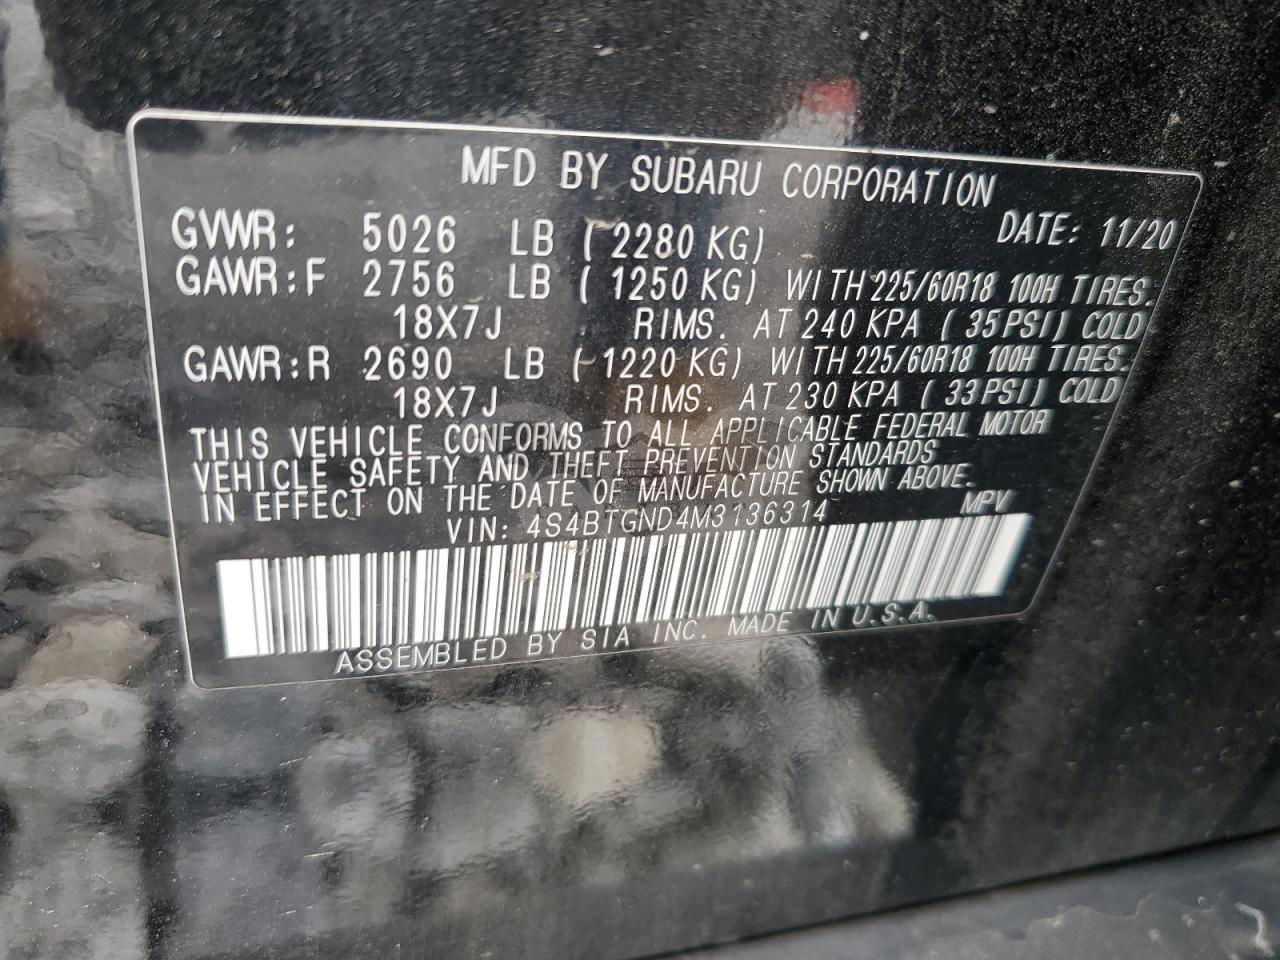 MFD BY SUBARU CORPORATION
DATE: 11/20
GVWR: 5026 LB ( 2280 KG)
GAWR:F 2756 LB ( 1250 KG) WITH 225/60R18 100H TIRES.
18X7J RIMS. AT 240 KPA ( 35PSI) COLD
GAWR:R 2690 LB ( 1220 KG) WITH 225/60R18 100H TIRES.
18X7J RIMS. AT 230 KPA ( 33PSI) COLD
THIS VEHICLE CONFORMS TO ALL APPLICABLE FEDERAL MOTOR
VEHICLE SAFETY AND THEFT PREVENTION STANDARDS
IN EFFECT ON THE DATE OF MANUFACTURE SHOWN ABOVE.
VIN: 4S4BTGND4M3136314 MPV
ASSEMBLED BY SIA INC. MADE IN U.S.A.